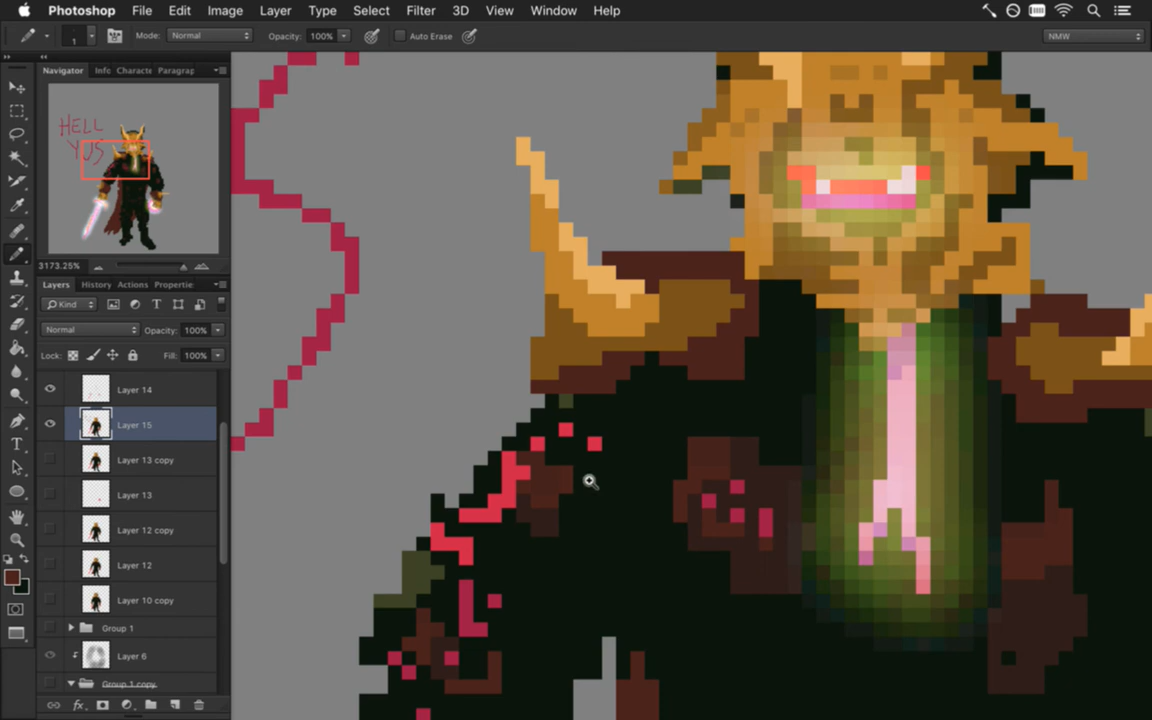 Photoshop File Edit Image Layer Type Select Filter 3D View Window Help
1 Mode: Normal Opacity: 100% Auto Erase NMW
Navigator Info Characte Paragrap
HELL
YUS
3173.25%
Layers History Actions Propertie
Kind
Normal Opacity: 100%
Lock: Fill: 100%
Layer 14
Layer 15
Layer 13 copy
Layer 13
Layer 12 copy
Layer 12
Layer 10 copy
Group 1
Layer 6
Group 1 copy
fx